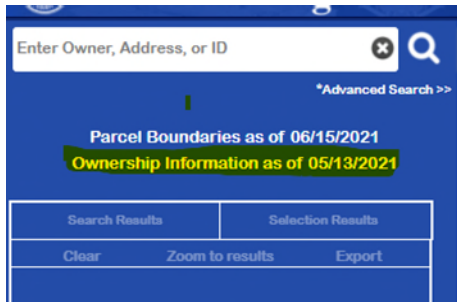 Enter Owner, Address, or ID
*Advanced Search >>
Parcel Boundaries as of 06/15/2021
Ownership Information as of 05/13/2021
Search Results Selection Results
Clear Zoom to results Export